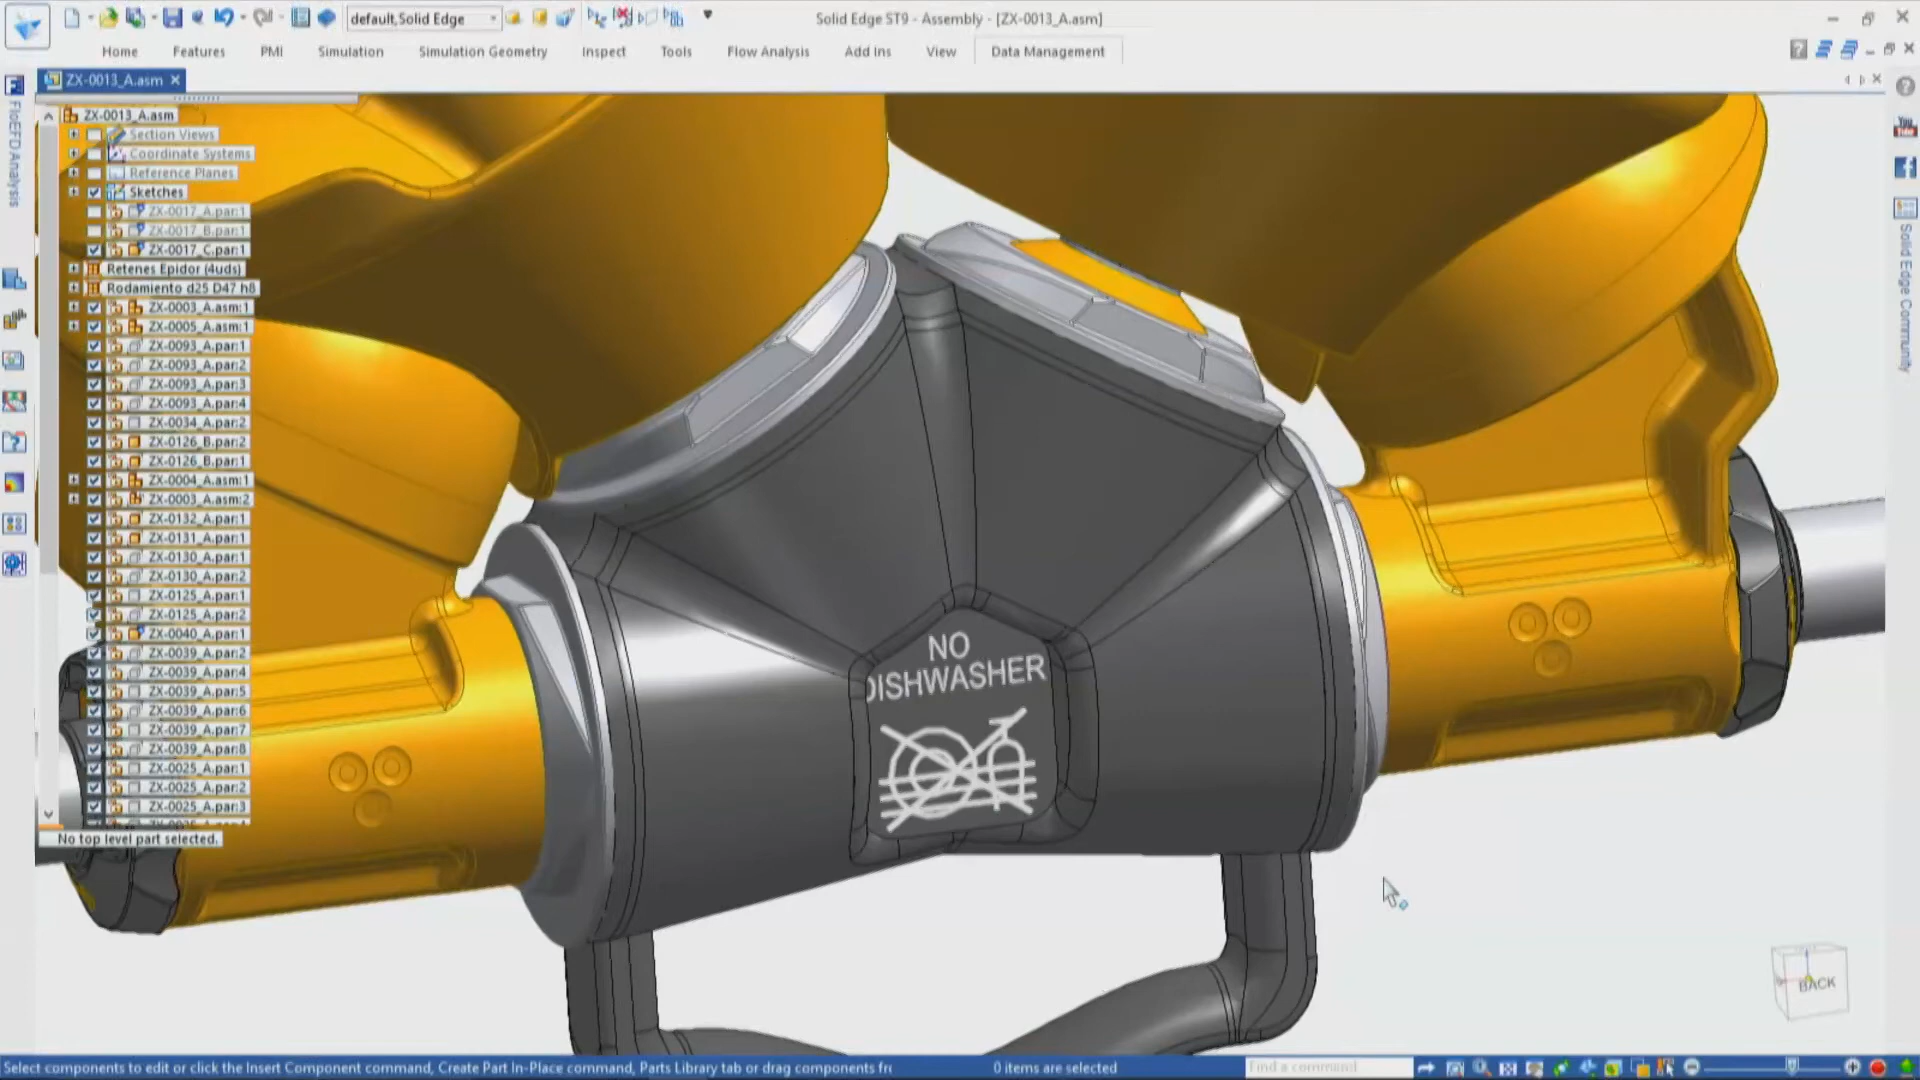 default,Solid Edge
Solid Edge ST9 - Assembly - [ZX-0013_A.asm]
Home
Features
PMI
Simulation
Simulation Geometry
Inspect
Tools
Flow Analysis
Add Ins
View
Data Management
ZX-0013_A.asm
FloEFD Analysis
ZX-0013_A.asm
Section Views
Coordinate Systems
Reference Planes
Sketches
ZX-0017_A.par:1
ZX-0017_B.par:1
ZX-0017_C.par:1
Retenes Epidor (4uds)
Rodamiento d25 D47 h8
ZX-0003_A.asm:1
ZX-0005_A.asm:1
ZX-0093_A.par:1
ZX-0093_A.par:2
ZX-0093_A.par:3
ZX-0093_A.par:4
ZX-0034_A.par:2
ZX-0126_B.par:2
ZX-0126_B.par:1
ZX-0004_A.asm:1
ZX-0003_A.asm:2
ZX-0132_A.par:1
ZX-0131_A.par:1
ZX-0130_A.par:1
ZX-0130_A.par:2
ZX-0125_A.par:1
ZX-0125_A.par:2
ZX-0040_A.par:1
ZX-0039_A.par:2
ZX-0039_A.par:4
ZX-0039_A.par:5
ZX-0039_A.par:6
ZX-0039_A.par:7
ZX-0039_A.par:8
ZX-0025_A.par:1
ZX-0025_A.par:2
ZX-0025_A.par:3
No top level part selected.
NO
DISHWASHER
BACK
You
Tube
Solid Edge Community
Select components to edit or click the Insert Component command, Create Part In-Place command, Parts Library tab or drag components fr
0 items are selected
Find a command